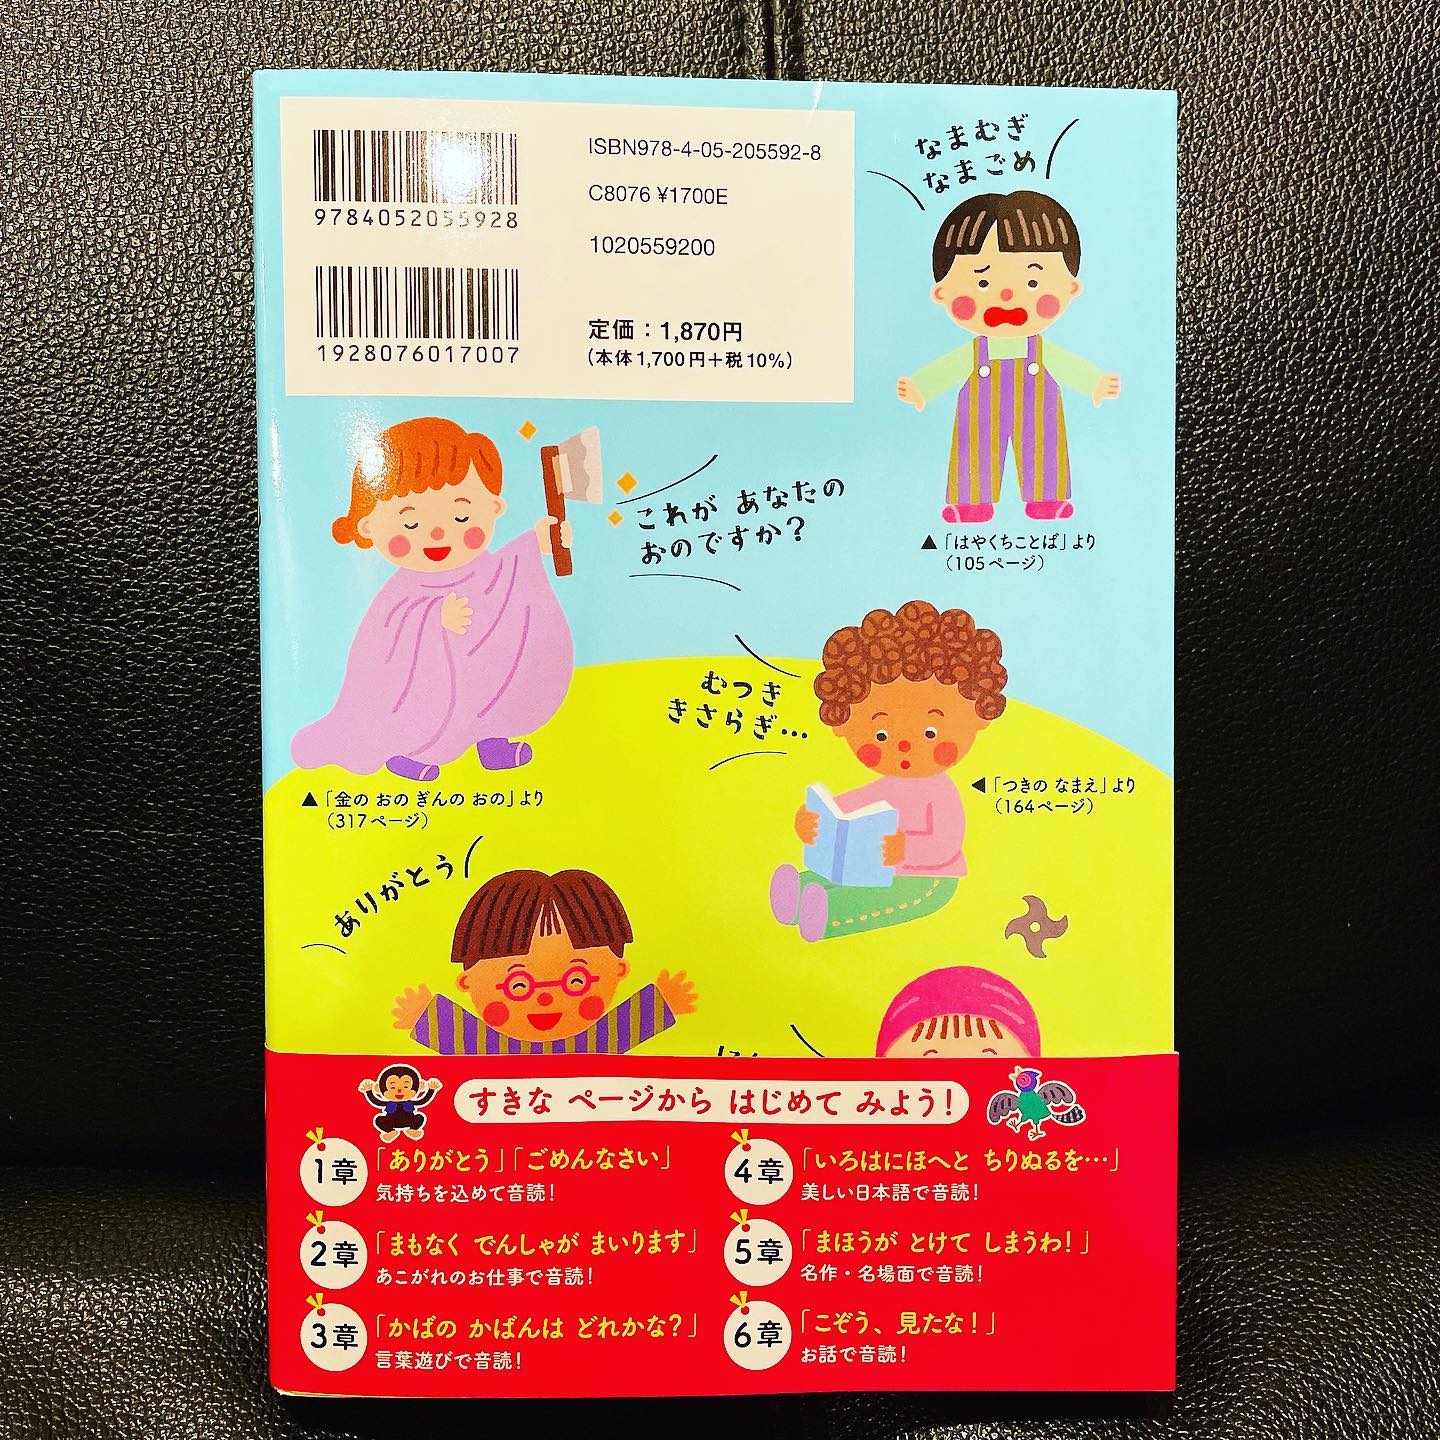 9784052055928
1928076017007
ISBN978-4-05-205592-8
C8076 ¥1700E
1020559200
定価：1,870円
（本体1,700円＋税10%）
なまむぎ
なまごめ
▲「はやくちことば」より
（105ページ）
これが あなたの
おのですか？
▲「金の おの ぎんの おの」より
（317ページ）
むつき
きさらぎ…
◀「つきの なまえ」より
（164ページ）
ありがとう
すきな ページから はじめて みよう！
1章
「ありがとう」「ごめんなさい」
気持ちを込めて音読！
2章
「まもなく でんしゃが まいります」
あこがれのお仕事で音読！
3章
「かばの かばんは どれかな？」
言葉遊びで音読！
4章
「いろはにほへと ちりぬるを…」
美しい日本語で音読！
5章
「まほうが とけて しまうわ！」
名作・名場面で音読！
6章
「こぞう、見たな！」
お話で音読！